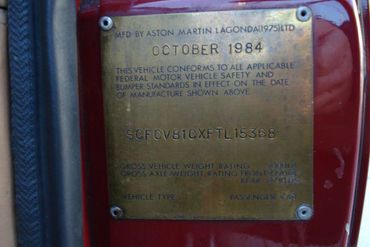 MFD BY ASTON MARTIN LAGONDA (1975) LTD
OCTOBER 1984
THIS VEHICLE CONFORMS TO ALL APPLICABLE
FEDERAL MOTOR VEHICLE SAFETY AND
BUMPER STANDARDS IN EFFECT ON THE DATE
OF MANUFACTURE SHOWN ABOVE
SCFCV81CXFTL15368
GROSS VEHICLE WEIGHT RATING
GROSS AXLE WEIGHT RATING FRONT
REAR
VEHICLE TYPE PASSENGER CAR